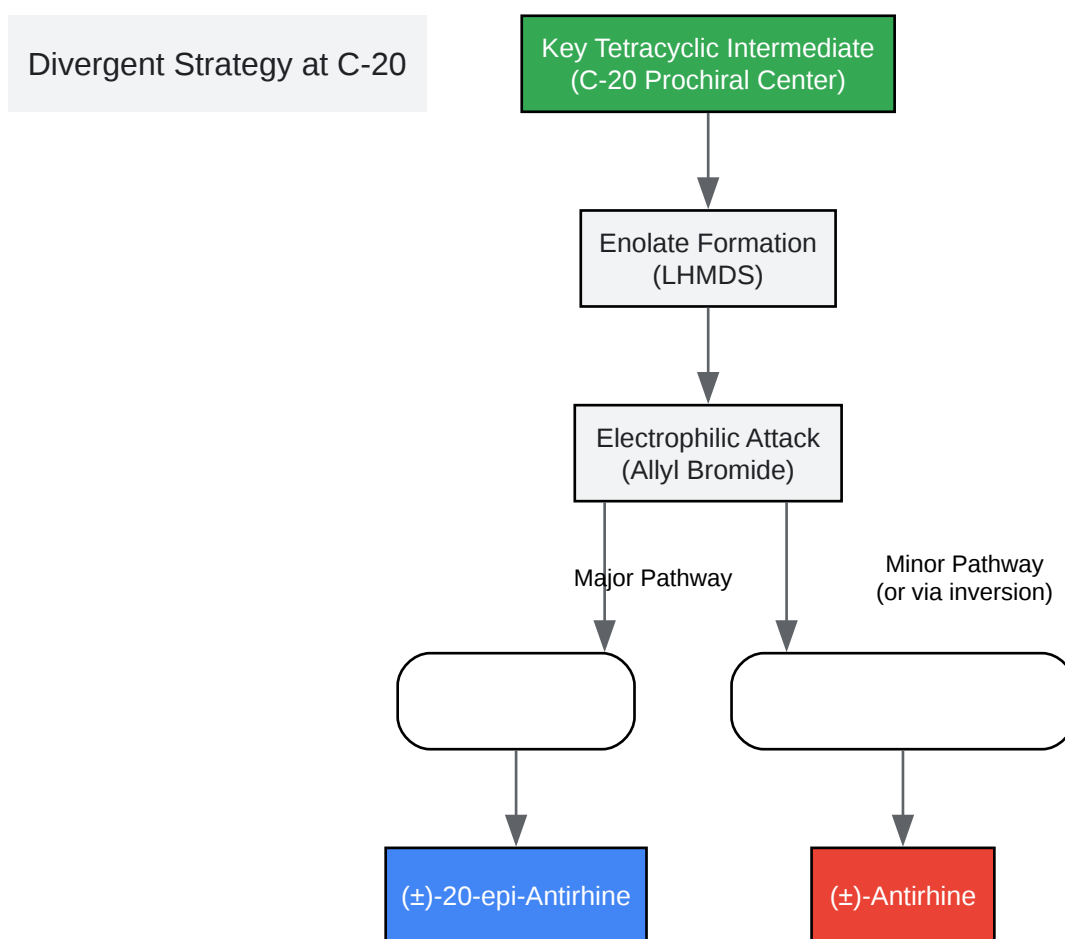 Divergent Strategy at C-20
Key Tetracyclic Intermediate
(C-20 Prochiral Center)
Enolate Formation
(LHMDS)
Electrophilic Attack
(Allyl Bromide)
Major Pathway
Minor Pathway
(or via inversion)
(±)-20-epi-Antirhine
(±)-Antirhine